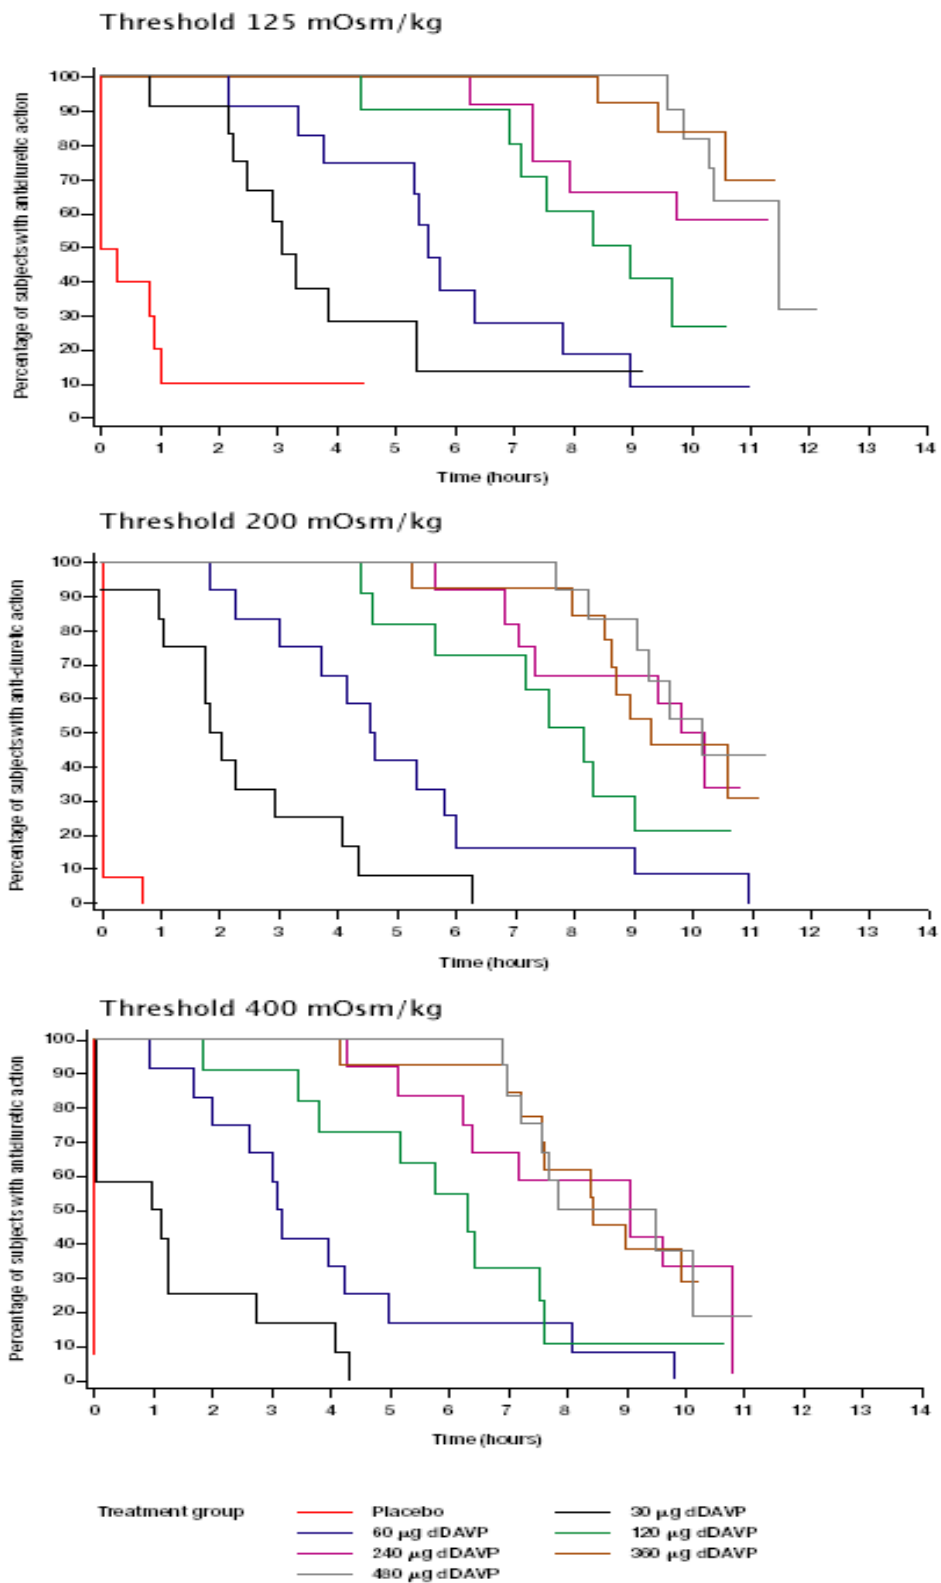 Threshold 125 mOsm/kg
Percentage of subjects with antidiuretic action
100
90
80
70
60
50
40
30
20
10
0
0 1 2 3 4 5 6 7 8 9 10 11 12 13 14
Time (hours)
Threshold 200 mOsm/kg
Percentage of subjects with anti-diuretic action
100
90
80
70
60
50
40
30
20
10
0
0 1 2 3 4 5 6 7 8 9 10 11 12 13 14
Time (hours)
Threshold 400 mOsm/kg
Percentage of subjects with antidiuretic action
100
90
80
70
60
50
40
30
20
10
0
0 1 2 3 4 5 6 7 8 9 10 11 12 13 14
Time (hours)
Treatment group Placebo 30 μg dDAVP
60 μg dDAVP 120 μg dDAVP
240 μg dDAVP 360 μg dDAVP
480 μg dDAVP